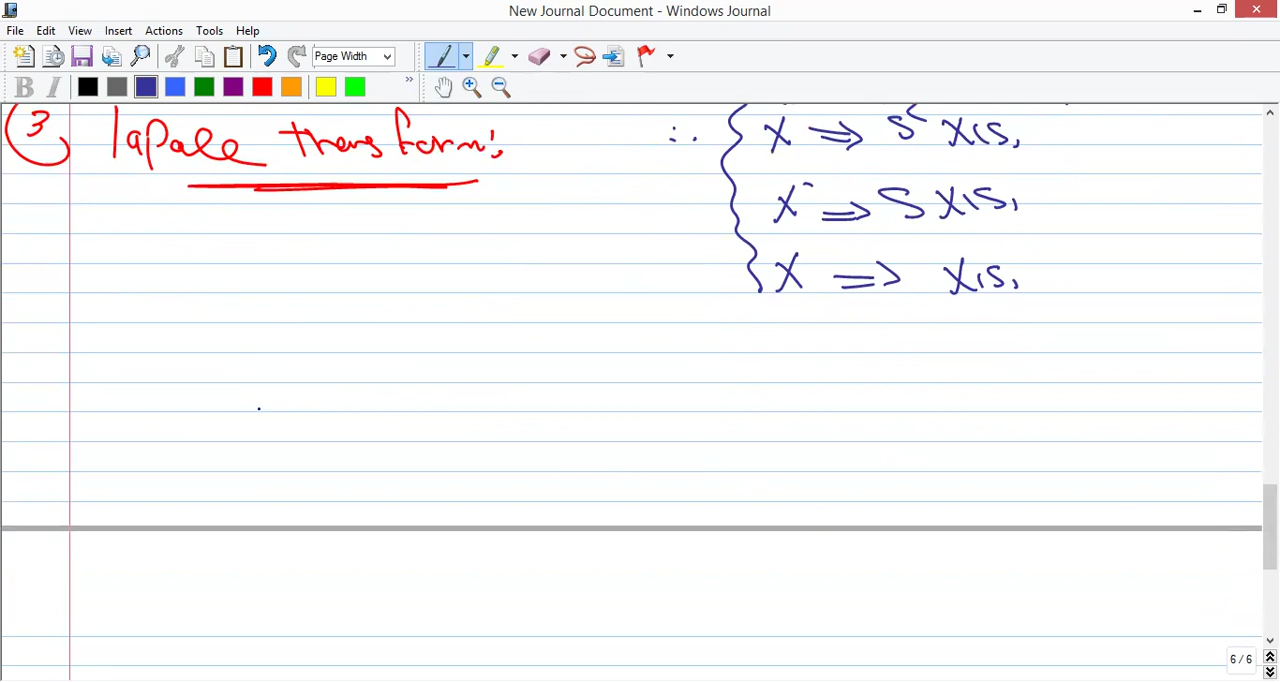 New Journal Document - Windows Journal
File Edit View Insert Actions Tools Help
Page Width
B I
3 lapale transform:
∴ X ⇒ S² X(S)
X˙ ⇒ S X(S)
X ⇒ X(S)
6 / 6